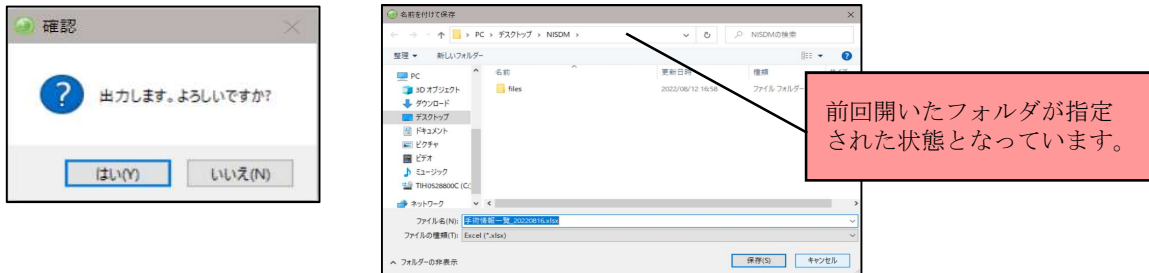 確認
出力します。よろしいですか?
はい(Y)
いいえ(N)
名前を付けて保存
PC › デスクトップ › NISDM ›
NISDMの検索
整理
新しいフォルダー
名前
更新日時
種類
PC
3D オブジェクト
ダウンロード
デスクトップ
ドキュメント
ピクチャ
ビデオ
ミュージック
TIH0528800C (C:
ネットワーク
files
2022/08/12 16:58
ファイル フォルダー
ファイル名(N): 手術情報一覧_20220816.xlsx
ファイルの種類(T): Excel (*.xlsx)
フォルダーの非表示
保存(S)
キャンセル
前回開いたフォルダが指定
された状態となっています。